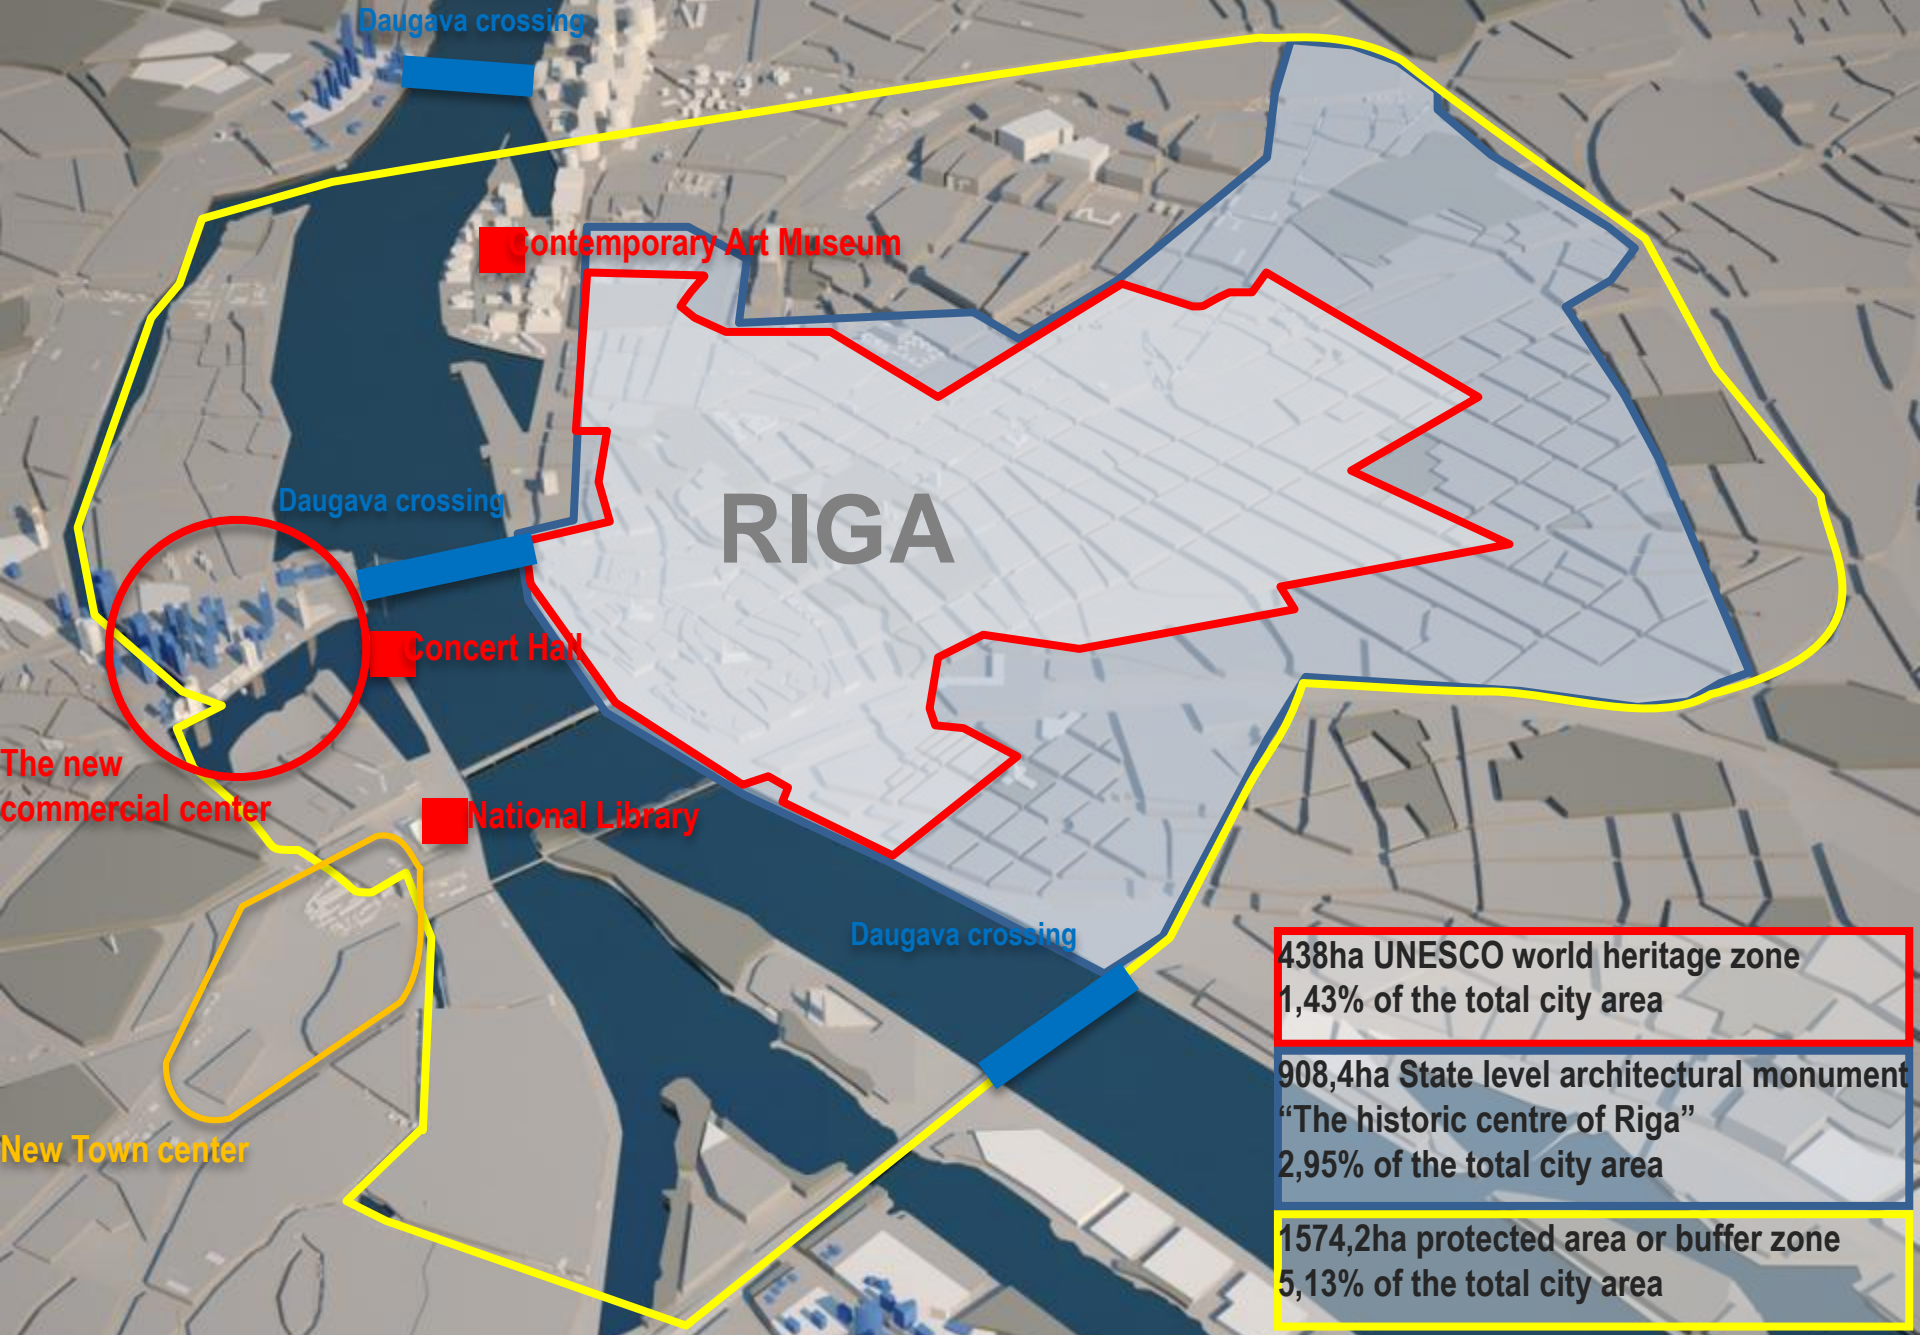 Daugava crossing
Contemporary Art Museum
Daugava crossing
RIGA
Concert Hall
The new
commercial center
National Library
Daugava crossing
New Town center
438ha UNESCO world heritage zone
1,43% of the total city area
908,4ha State level architectural monument
“The historic centre of Riga”
2,95% of the total city area
1574,2ha protected area or buffer zone
5,13% of the total city area